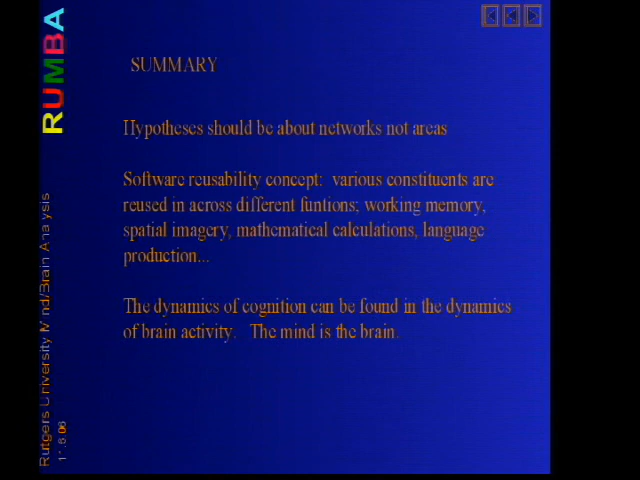 SUMMARY
Hypotheses should be about networks not areas
Software reusability concept: various constituents are
reused in across different funtions; working memory,
spatial imagery, mathematical calculations, language
production...
The dynamics of cognition can be found in the dynamics
of brain activity. The mind is the brain.
RUMBA
Rutgers University Mind/Brain Analysis